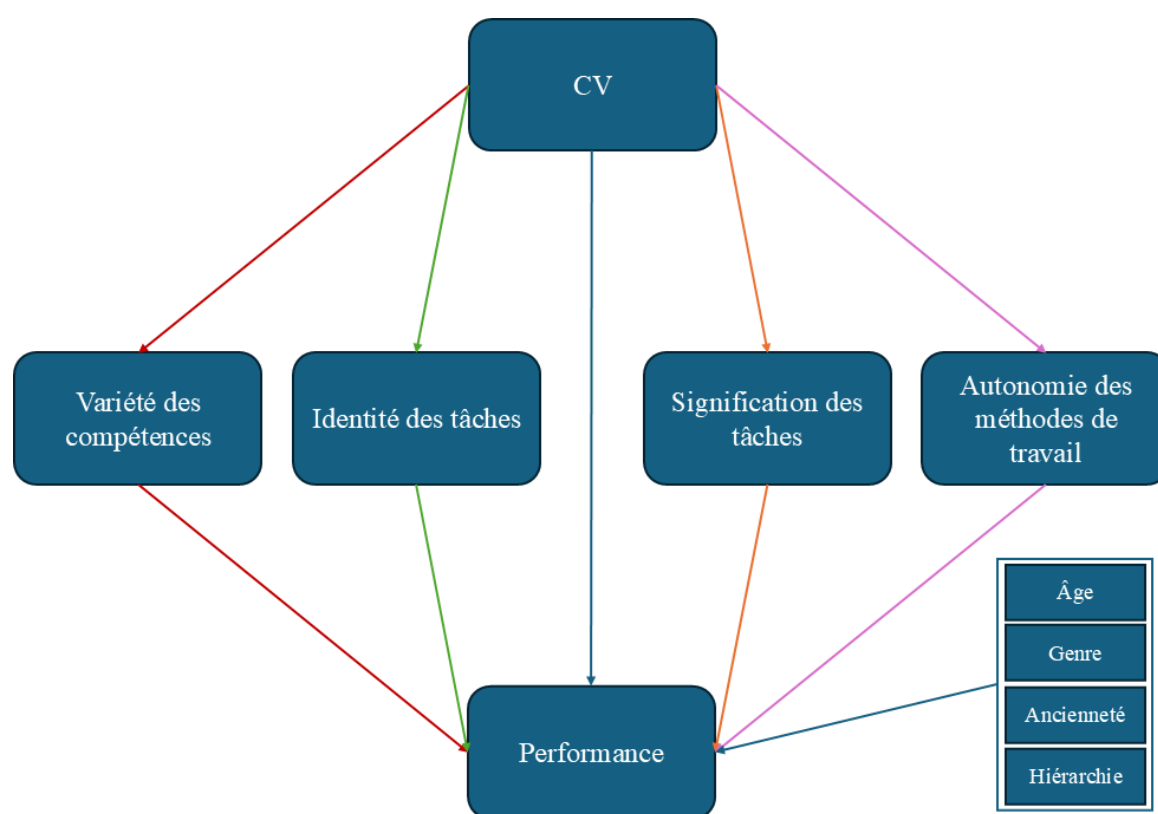 CV
Variété des
compétences
Identité des tâches
Signification des
tâches
Autonomie des
méthodes de
travail
Âge
Genre
Ancienneté
Hiérarchie
Performance